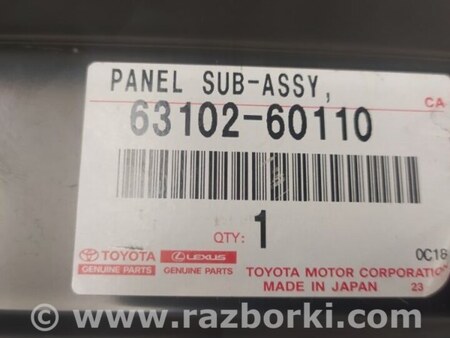 PANEL SUB-ASSY,
CA
63102-60110
QTY: 1
0C18
TOYOTA LEXUS
GENUINE PARTS GENUINE PARTS
TOYOTA MOTOR CORPORATION
MADE IN JAPAN 23
© www.razborki.com